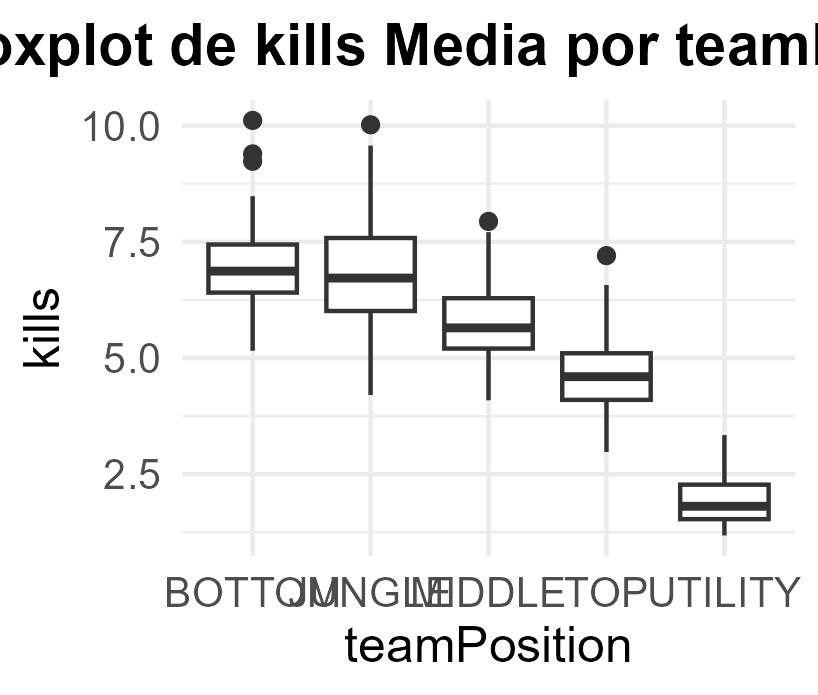 oxplot de kills Media por team
10.0
7.5
5.0
2.5
kills
BOTTOM JUNGLE MIDDLE TOP UTILITY
teamPosition